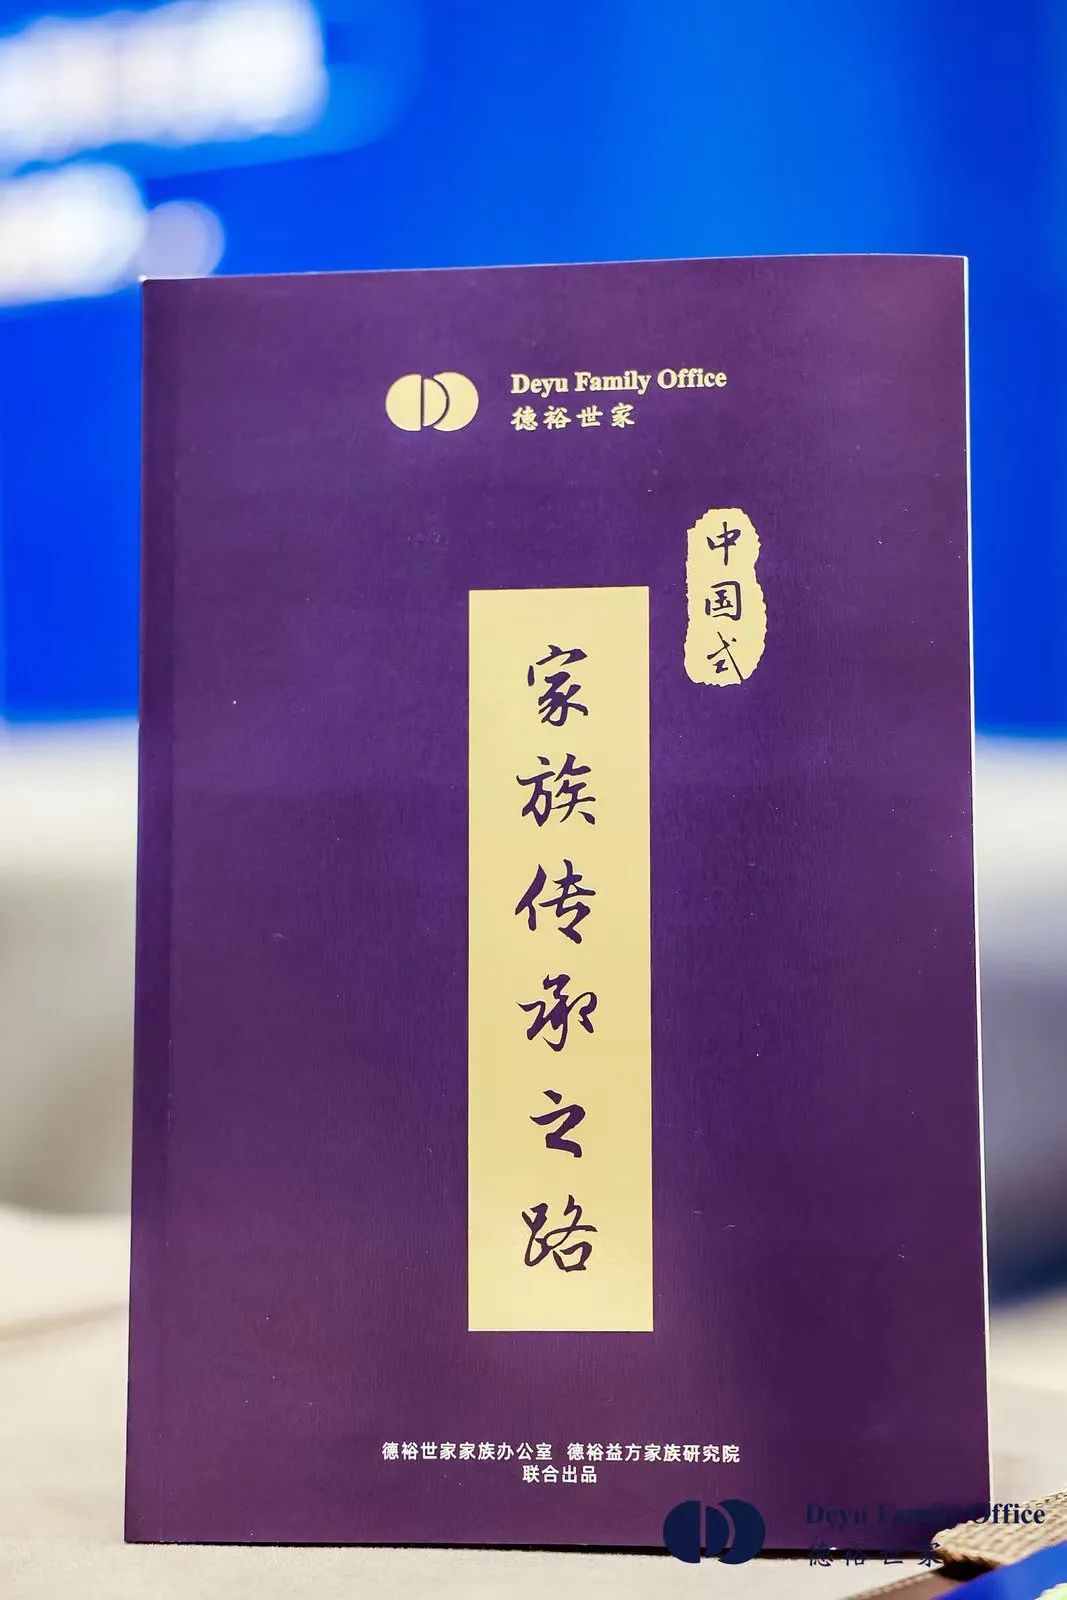 Deyu Family Office
德裕世家
中国式
家族传承之路
德裕世家家族办公室 德裕益方家族研究院
联合出品
Deyu Family Office
德裕世家